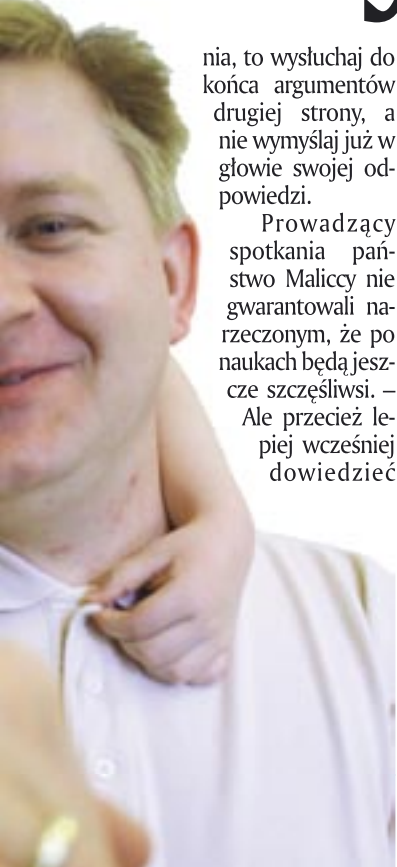 nia, to wysłuchaj do
końca argumentów
drugiej strony, a
nie wymyślaj już w
głowie swojej od-
powiedzi.
Prowadzący
spotkania pań-
stwo Maliccy nie
gwarantowali na-
rzeczonym, że po
naukach będą jesz-
cze szczęśliwsi. –
Ale przecież le-
piej wcześniej
dowiedzieć